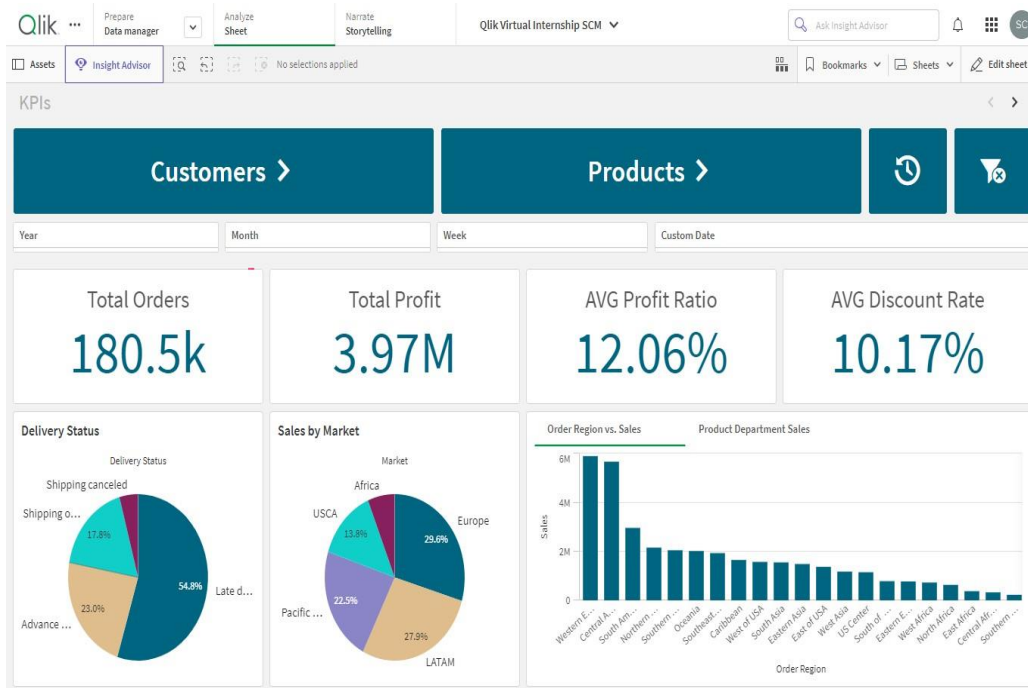 Qlik ... Prepare Data manager Analyze Sheet Narrate Storytelling Qlik Virtual Internship SCM Ask Insight Advisor SC
Assets Insight Advisor No selections applied Bookmarks Sheets Edit sheet
KPIs
Customers Products
Year Month Week Custom Date
Total Orders Total Profit AVG Profit Ratio AVG Discount Rate
180.5k 3.97M 12.06% 10.17%
Delivery Status
Delivery Status
Shipping canceled
Shipping o...
17.8%
54.8%
Late d...
23.0%
Advance ...
Sales by Market
Market
Africa
USCA
13.8%
Europe
29.6%
22.5%
Pacific ...
27.9%
LATAM
Order Region vs. Sales Product Department Sales
6M
4M
2M
0
Sales
Western E...
Central A...
South Am...
Northern ...
Southern ...
Oceania
Southeast...
Caribbean
West of USA
South Asia
Eastern Asia
East of USA
West Asia
US Center
South of ...
Eastern E...
West Africa
North Africa
East Africa
Central Afr...
Southern ...
Order Region